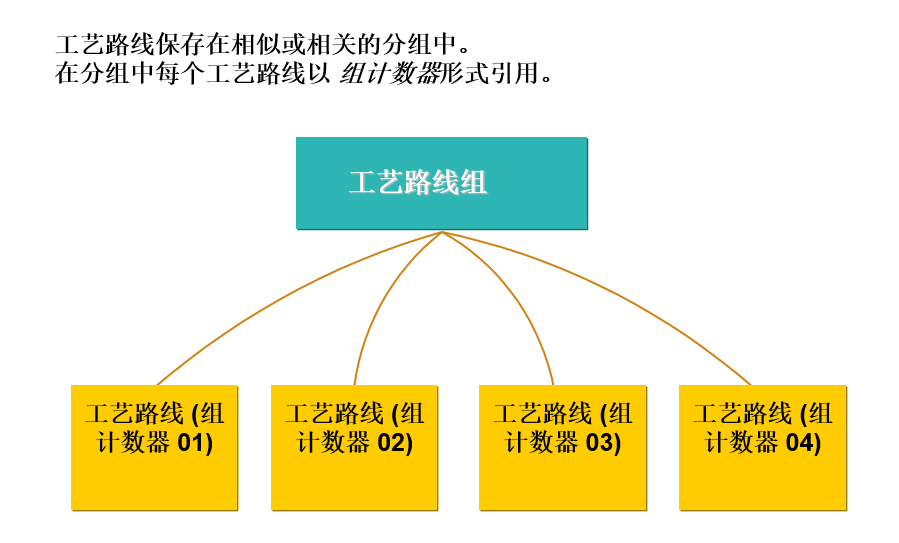 工艺路线保存在相似或相关的分组中。
在分组中每个工艺路线以 组计数器形式引用。
工艺路线组
工艺路线 (组
计数器 01)
工艺路线 (组
计数器 02)
工艺路线 (组
计数器 03)
工艺路线 (组
计数器 04)